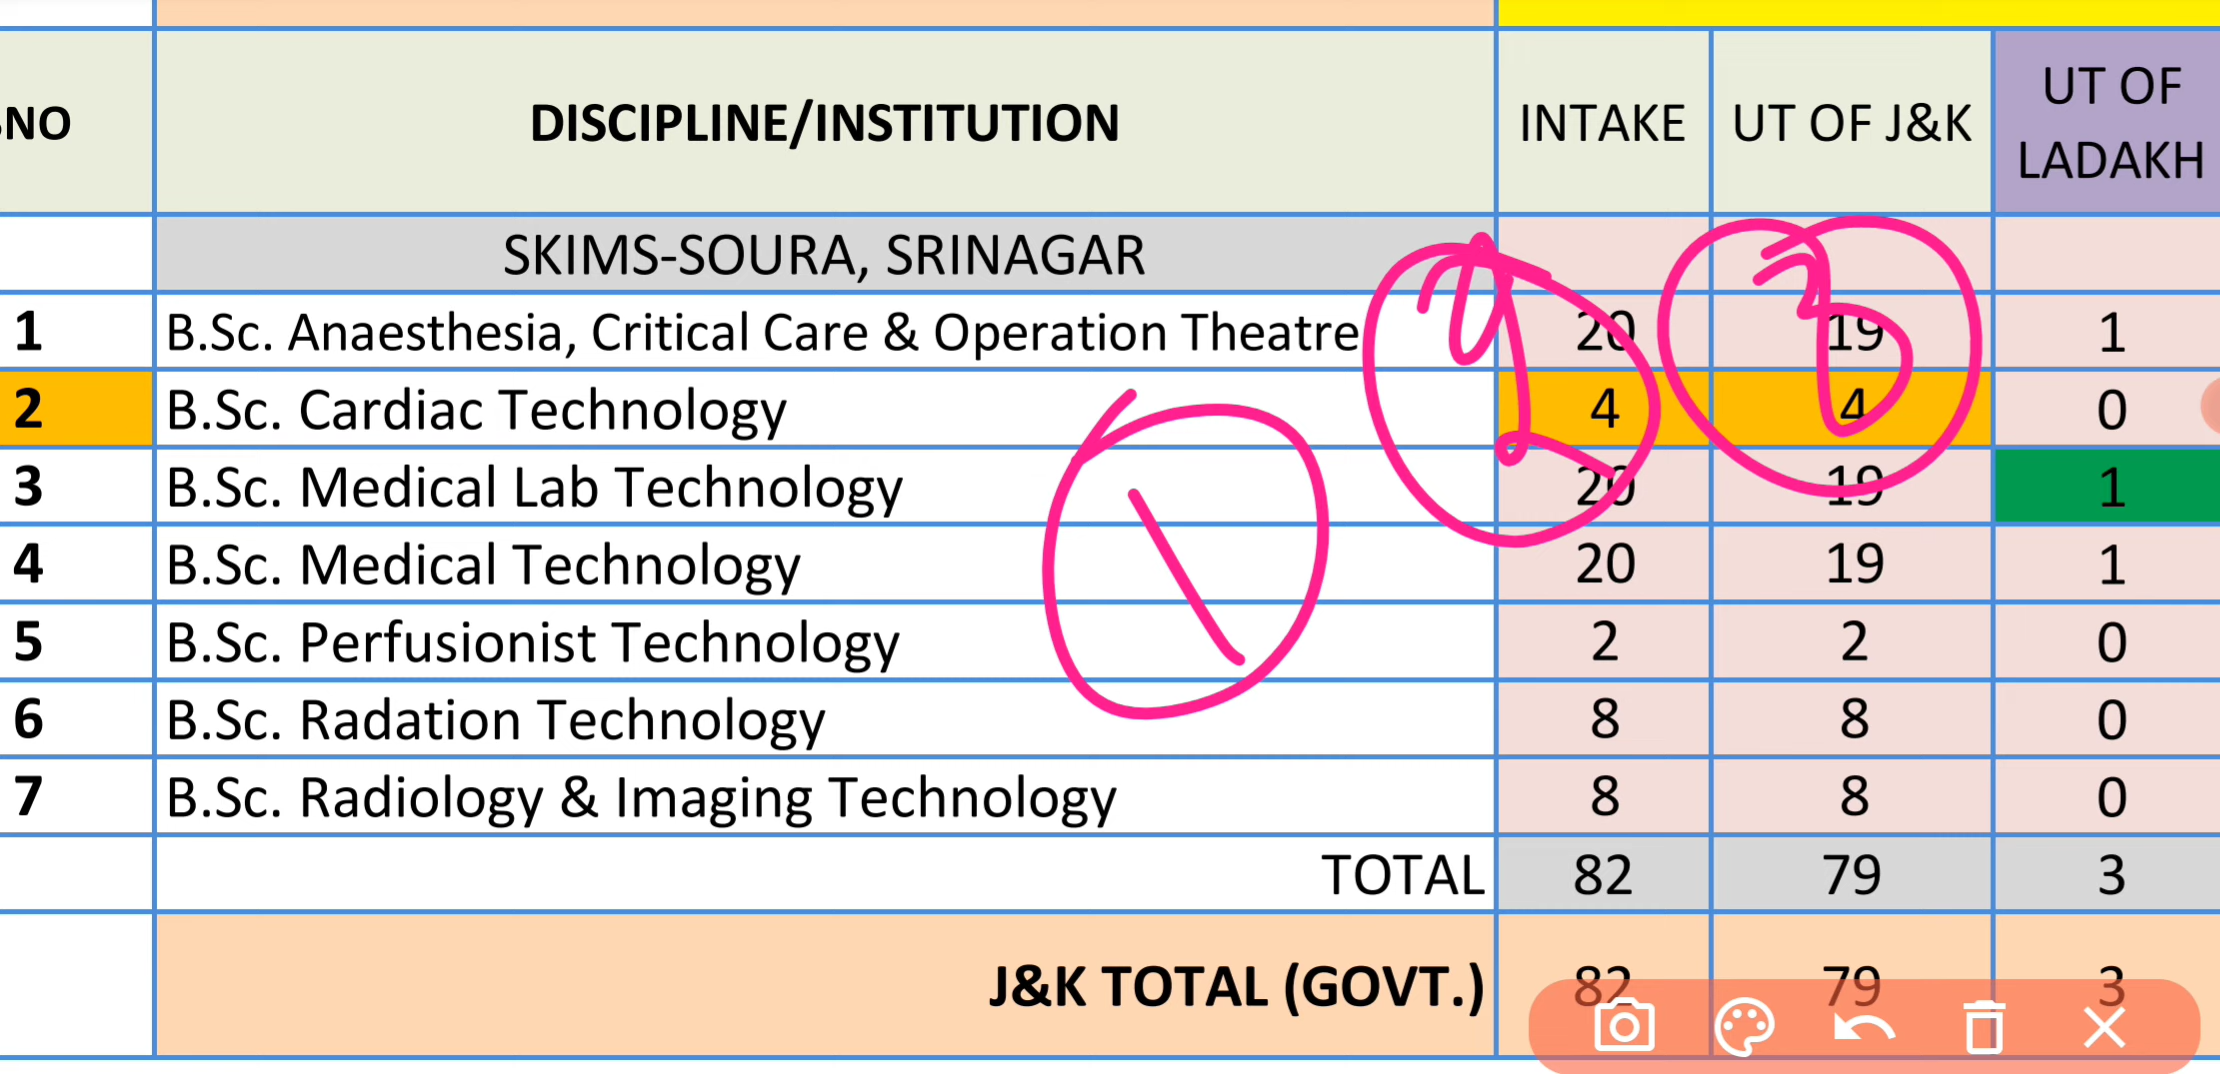 NO DISCIPLINE/INSTITUTION INTAKE UT OF J&K UT OF LADAKH
SKIMS-SOURA, SRINAGAR
1 B.Sc. Anaesthesia, Critical Care & Operation Theatre 20 19 1
2 B.Sc. Cardiac Technology 4 4 0
3 B.Sc. Medical Lab Technology 20 19 1
4 B.Sc. Medical Technology 20 19 1
5 B.Sc. Perfusionist Technology 2 2 0
6 B.Sc. Radation Technology 8 8 0
7 B.Sc. Radiology & Imaging Technology 8 8 0
TOTAL 82 79 3
J&K TOTAL (GOVT.) 82 79 3
1
2
3